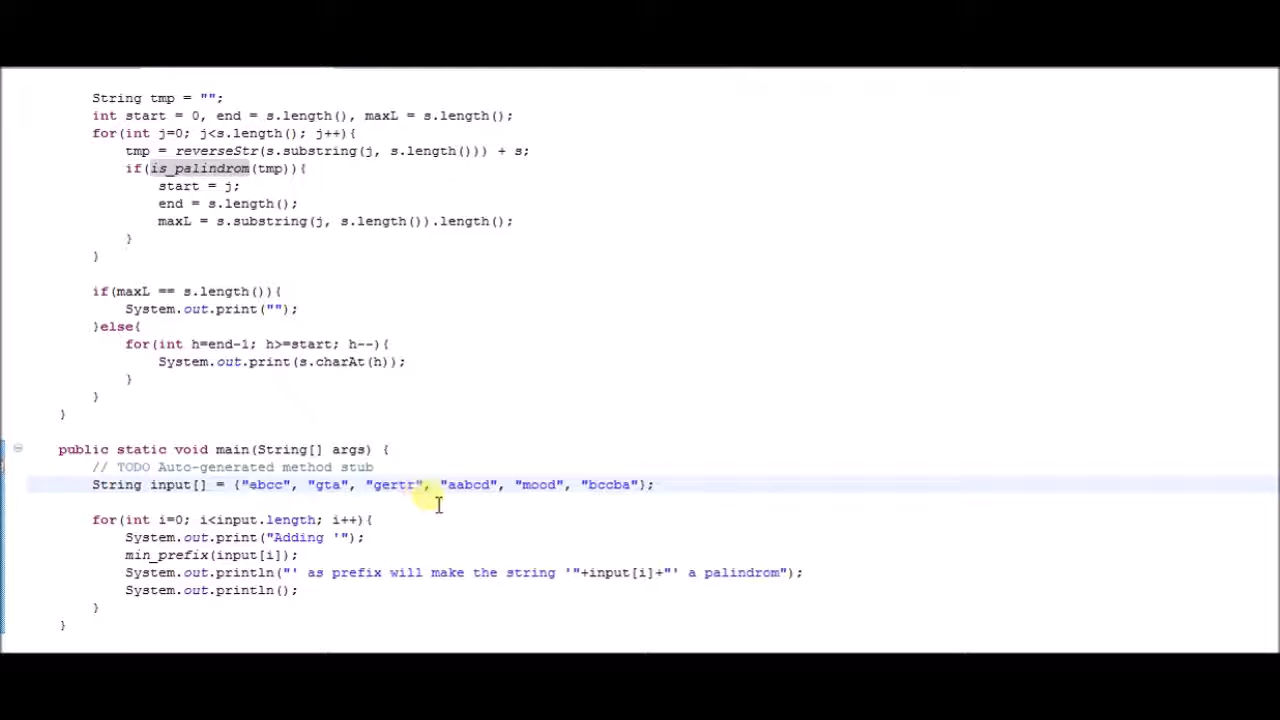 String tmp = "";
int start = 0, end = s.length(), maxL = s.length();
for(int j=0; j<s.length(); j++){
tmp = reverseStr(s.substring(j, s.length())) + s;
if(is_palindrom(tmp)){
start = j;
end = s.length();
maxL = s.substring(j, s.length()).length();
}
}
if(maxL == s.length()){
System.out.print("");
}else{
for(int h=end-1; h>=start; h--){
System.out.print(s.charAt(h));
}
}
}
public static void main(String[] args) {
// TODO Auto-generated method stub
String input[] = {"abcc", "gta", "gertr", "aabcd", "mood", "bccba"};
for(int i=0; i<input.length; i++){
System.out.print("Adding '");
min_prefix(input[i]);
System.out.println("' as prefix will make the string '"+input[i]+"' a palindrom");
System.out.println();
}
}